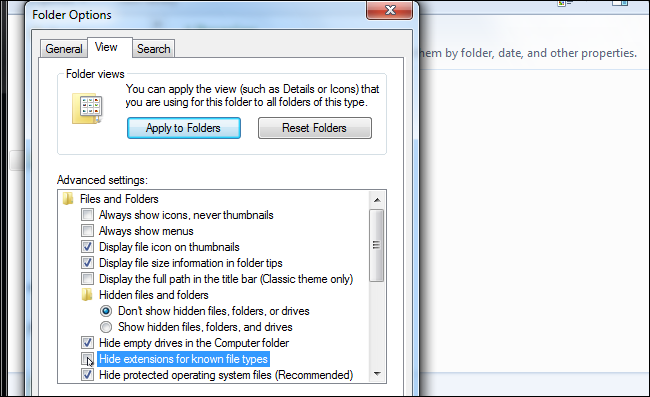 Folder Options
General
View
Search
hem by folder, date, and other properties.
Folder views
You can apply the view (such as Details or Icons) that
you are using for this folder to all folders of this type.
Apply to Folders
Reset Folders
Advanced settings:
Files and Folders
Always show icons, never thumbnails
Always show menus
Display file icon on thumbnails
Display file size information in folder tips
Display the full path in the title bar (Classic theme only)
Hidden files and folders
Don't show hidden files, folders, or drives
Show hidden files, folders, and drives
Hide empty drives in the Computer folder
Hide extensions for known file types
Hide protected operating system files (Recommended)